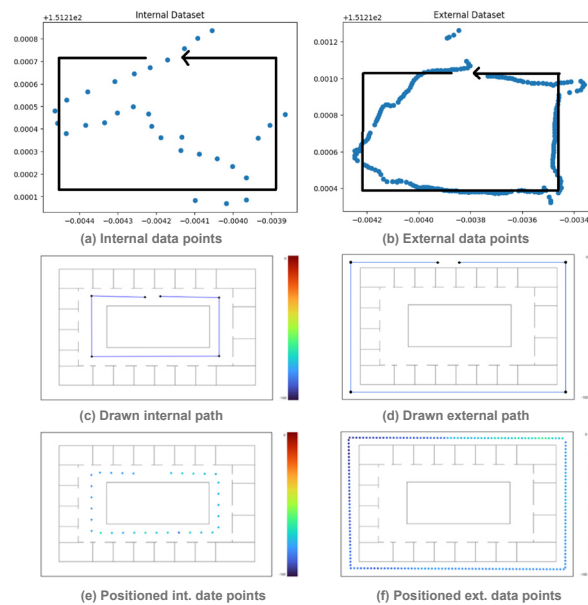 Internal Dataset
External Dataset
+1.5121e2
+1.5121e2
0.0008
0.0007
0.0006
0.0005
0.0004
0.0003
0.0002
0.0001
0.0012
0.0010
0.0008
0.0006
0.0004
−0.0044 −0.0043 −0.0042 −0.0041 −0.0040 −0.0039
−0.0042 −0.0040 −0.0038 −0.0036 −0.0034
(a) Internal data points
(b) External data points
(c) Drawn internal path
(d) Drawn external path
(e) Positioned int. date points
(f) Positioned ext. data points